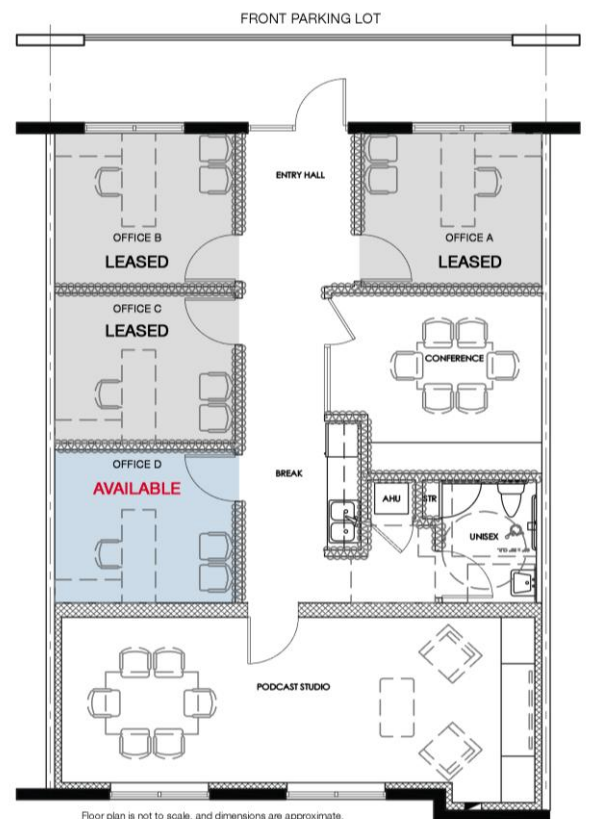 FRONT PARKING LOT
ENTRY HALL
OFFICE B
LEASED
OFFICE A
LEASED
OFFICE C
LEASED
CONFERENCE
OFFICE D
AVAILABLE
BREAK
AHU
STR
UNISEX
PODCAST STUDIO
Floor plan is not to scale, and dimensions are approximate.